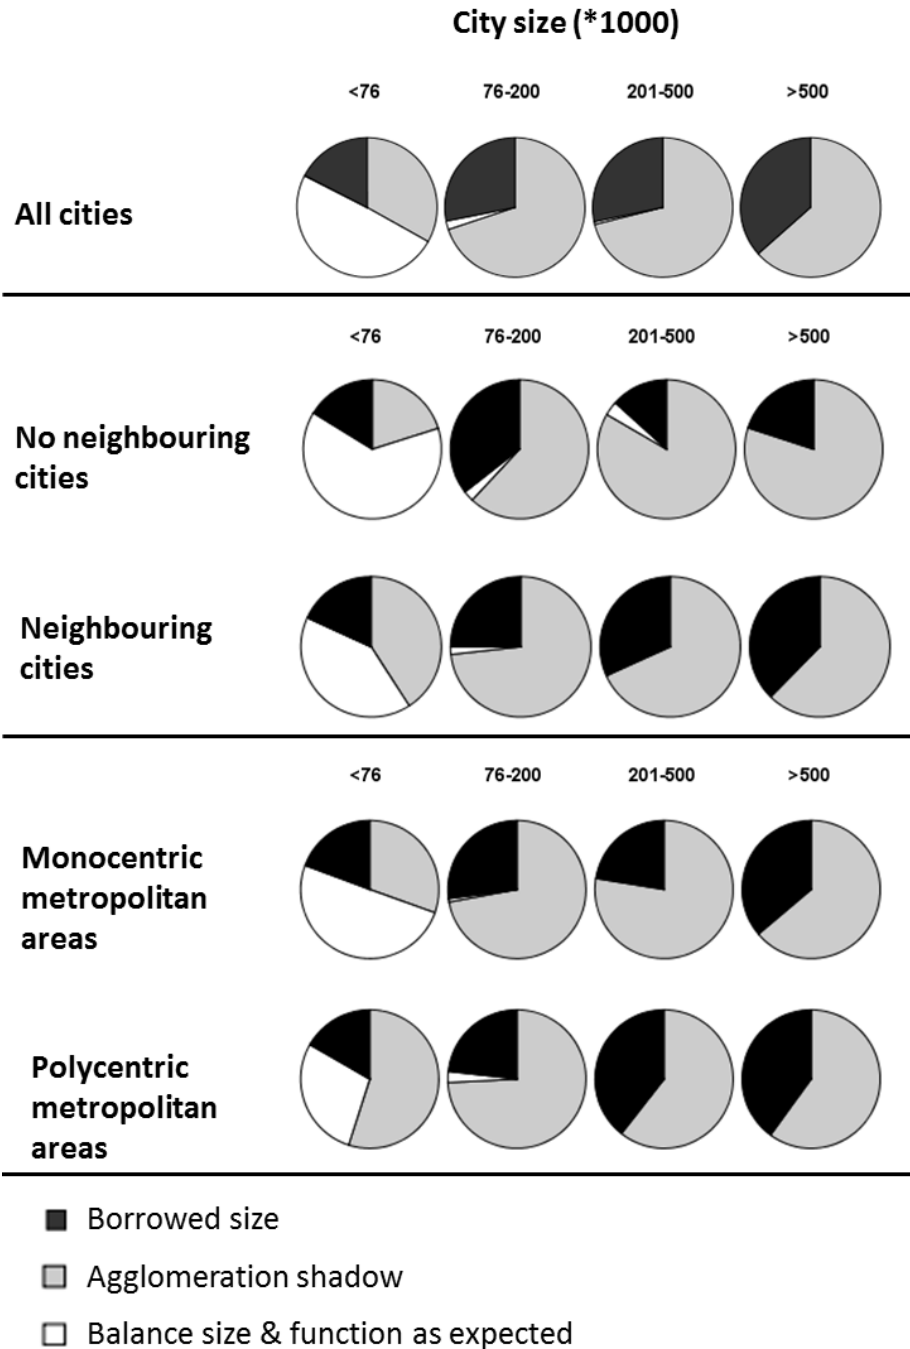 City size (*1000)
<76 76-200 201-500 >500
All cities
<76 76-200 201-500 >500
No neighbouring
cities
Neighbouring
cities
<76 76-200 201-500 >500
Monocentric
metropolitan
areas
Polycentric
metropolitan
areas
Borrowed size
Agglomeration shadow
Balance size & function as expected